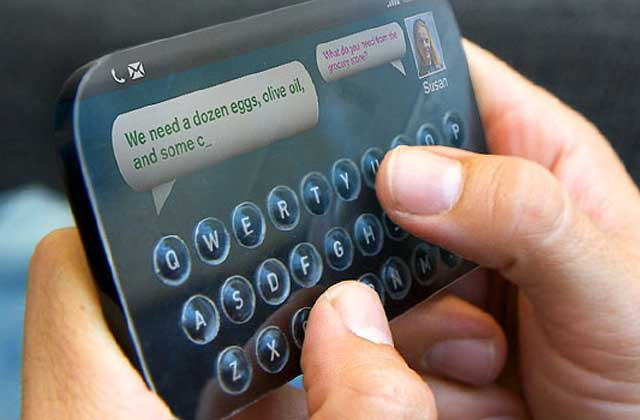 What do you need from the
grocery store?
Susan
We need a dozen eggs, olive oil,
and some c_
Q W E R T Y U P
A S D F G H
Z X N M